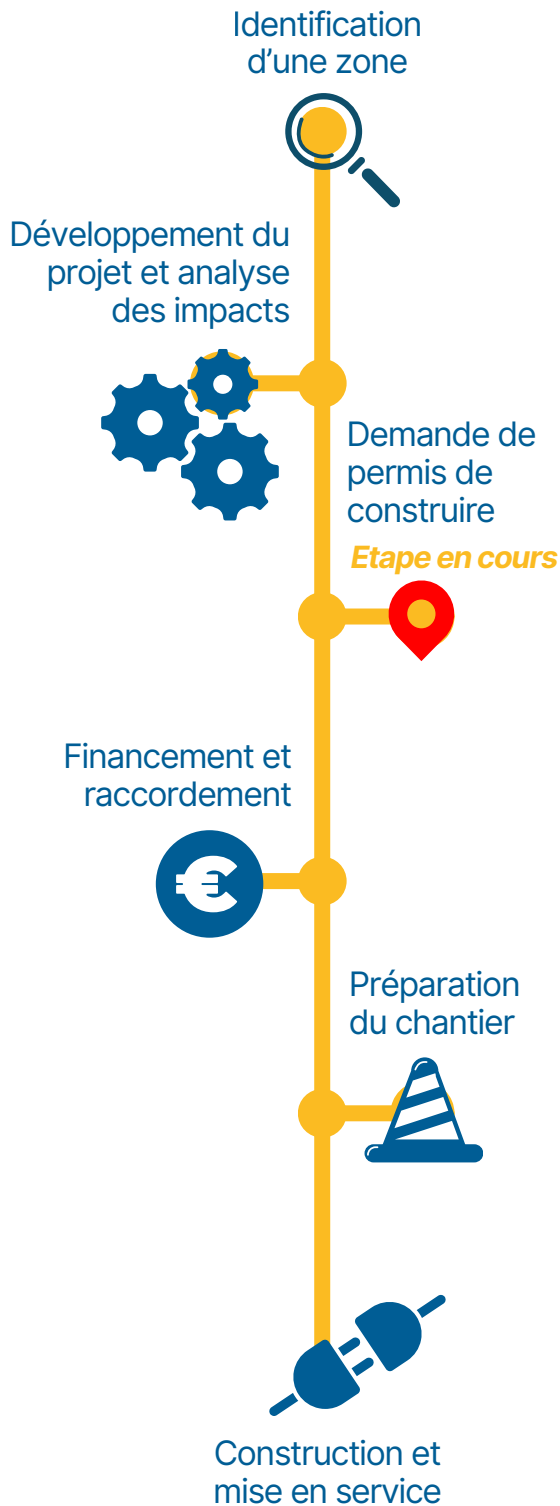 Identification
d'une zone
Développement du
projet et analyse
des impacts
Demande de
permis de
construire
Etape en cours
Financement et
raccordement
Préparation
du chantier
Construction et
mise en service